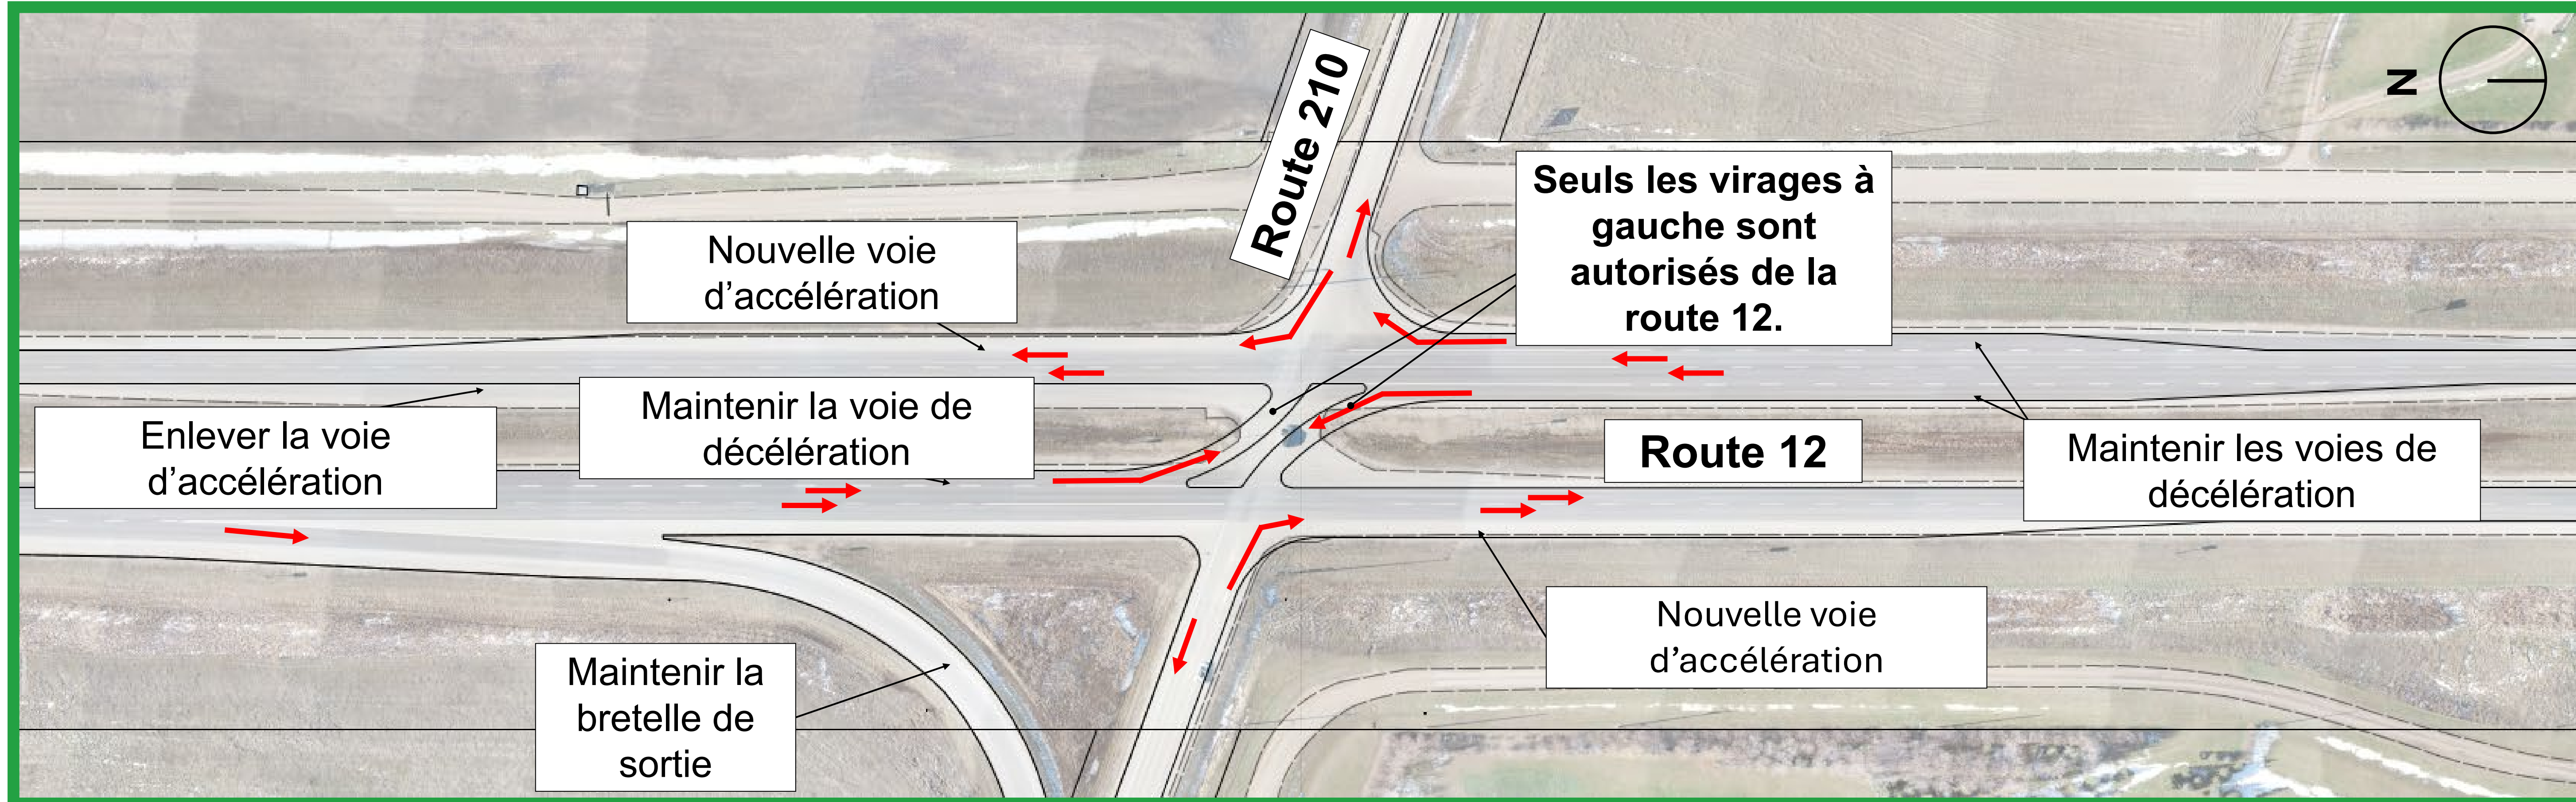 N
Route 210
Seuls les virages à
gauche sont
autorisés de la
route 12.
Nouvelle voie
d'accélération
Enlever la voie
d'accélération
Maintenir la voie de
décélération
Route 12
Maintenir les voies de
décélération
Nouvelle voie
d'accélération
Maintenir la
bretelle de
sortie